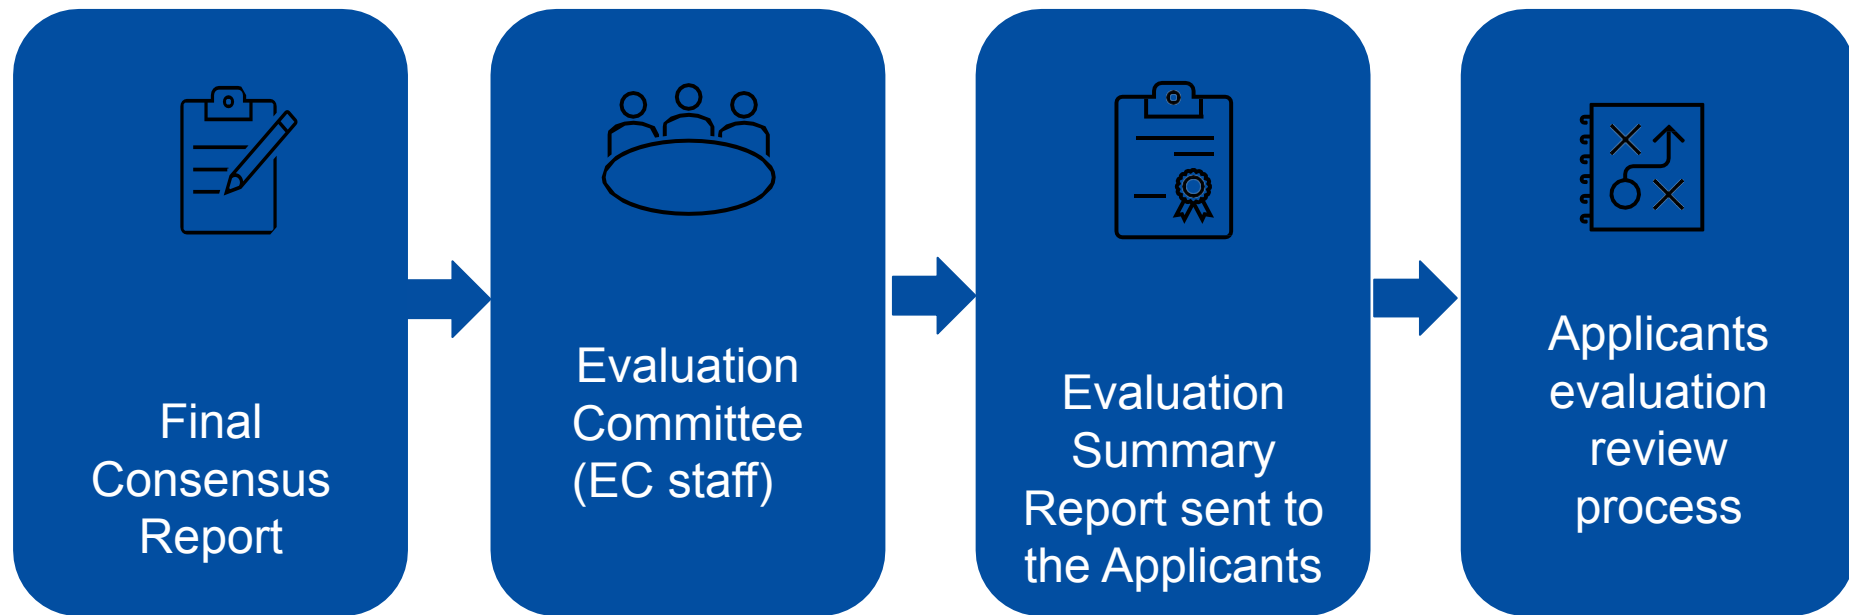 Final
Consensus
Report
Evaluation
Committee
(EC staff)
Evaluation
Summary
Report sent to
the Applicants
Applicants
evaluation
review
process